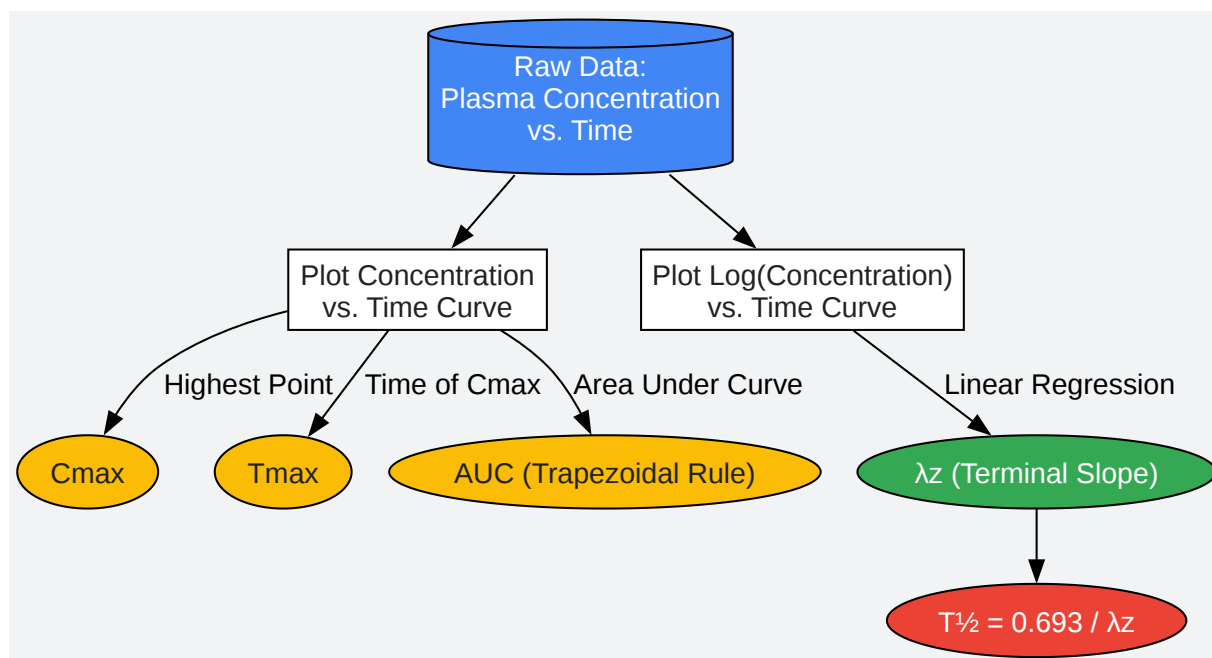 Raw Data:
Plasma Concentration
vs. Time
Plot Concentration
vs. Time Curve
Plot Log(Concentration)
vs. Time Curve
Highest Point
Time of Cmax
Area Under Curve
Linear Regression
Cmax
Tmax
AUC (Trapezoidal Rule)
λz (Terminal Slope)
T½ = 0.693 / λz